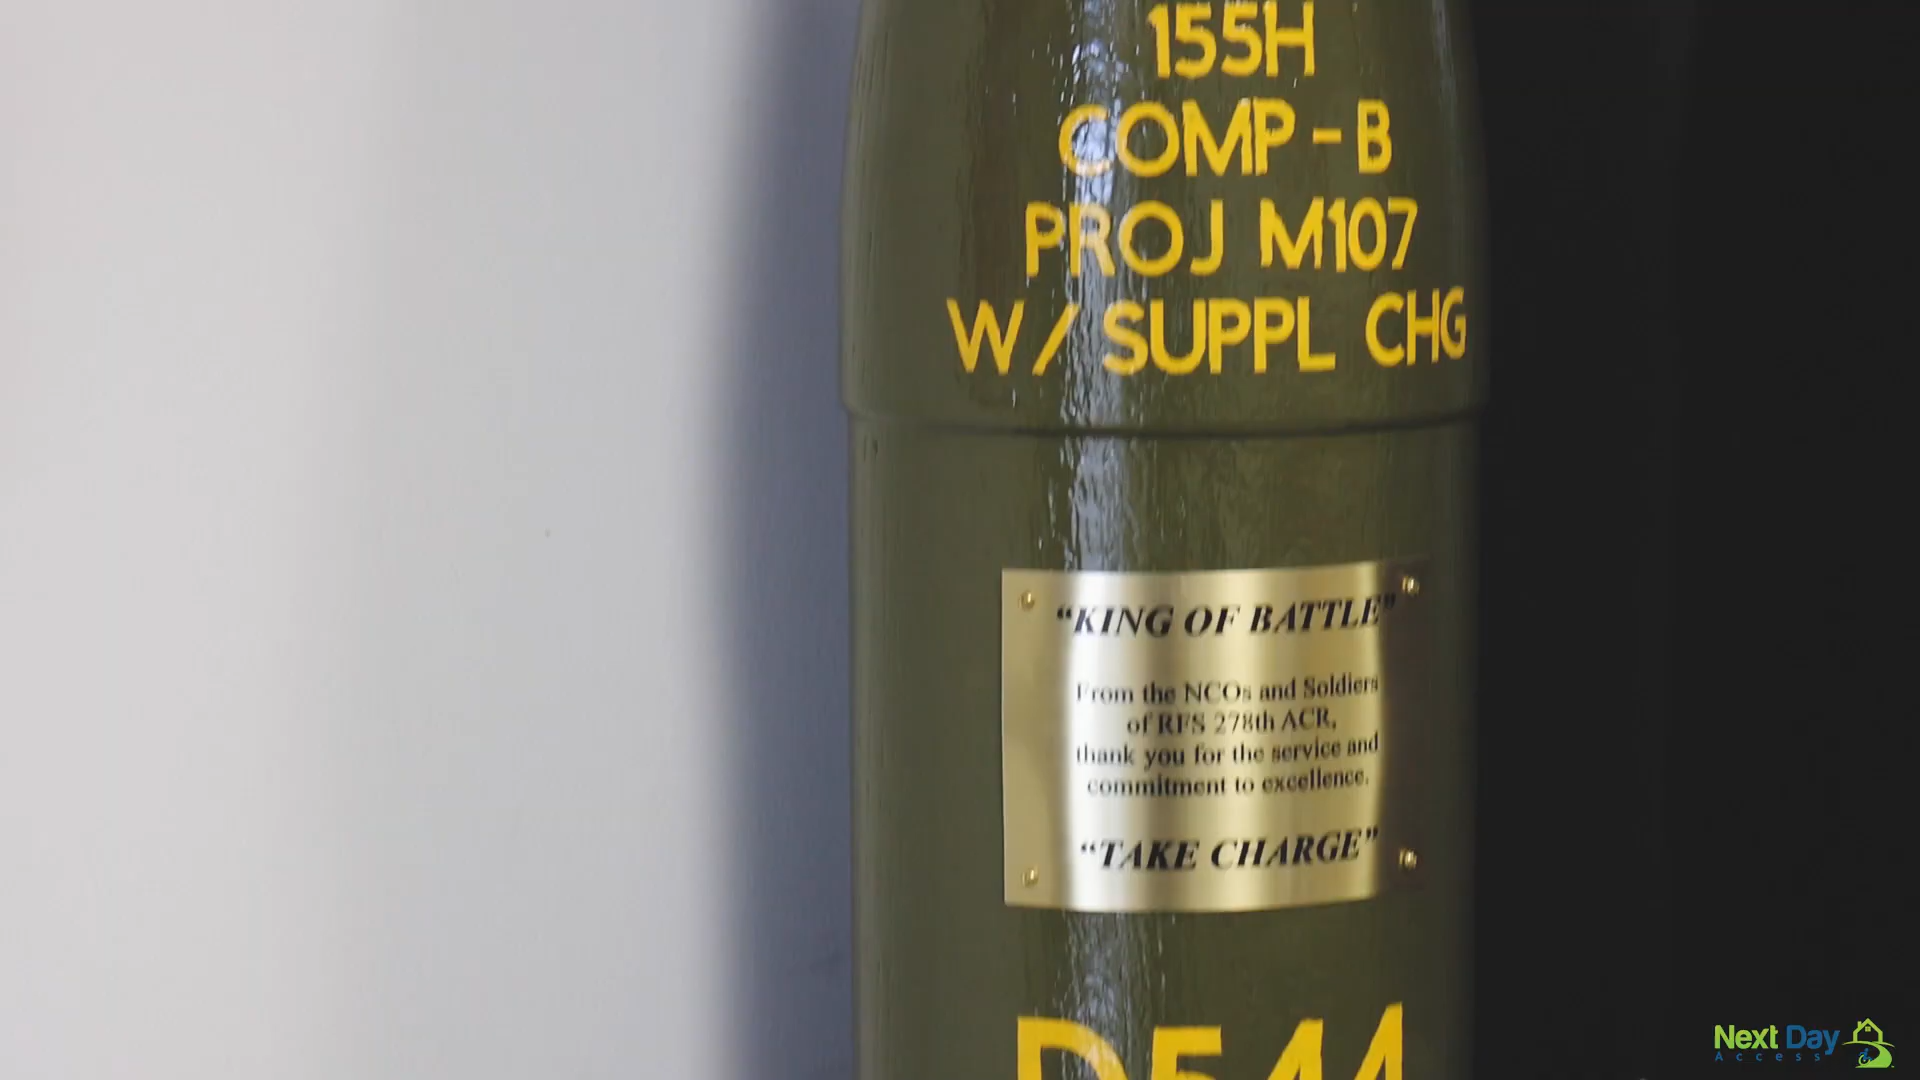 155H
COMP-B
PROJ M107
W/ SUPPL CHG
“KING OF BATTLE”
From the NCOs and Soldiers
of RFS 278th ACR,
thank you for the service and
commitment to excellence.
“TAKE CHARGE”
D544
Next Day
Access